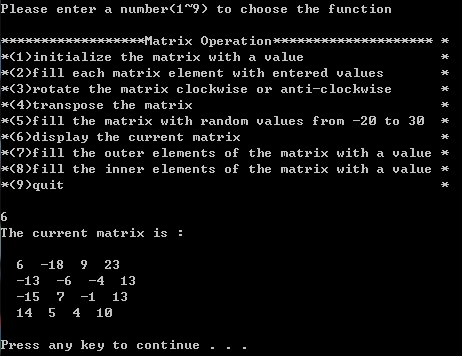 Please enter a number(1~9) to choose the function
******************Matrix Operation******************** *
*(1)initialize the matrix with a value *
*(2)fill each matrix element with entered values *
*(3)rotate the matrix clockwise or anti-clockwise *
*(4)transpose the matrix *
*(5)fill the matrix with random values from -20 to 30 *
*(6)display the current matrix *
*(7)fill the outer elements of the matrix with a value *
*(8)fill the inner elements of the matrix with a value *
*(9)quit *
6
The current matrix is :
6 -18 9 23
-13 -6 -4 13
-15 7 -1 13
14 5 4 10
Press any key to continue . . .